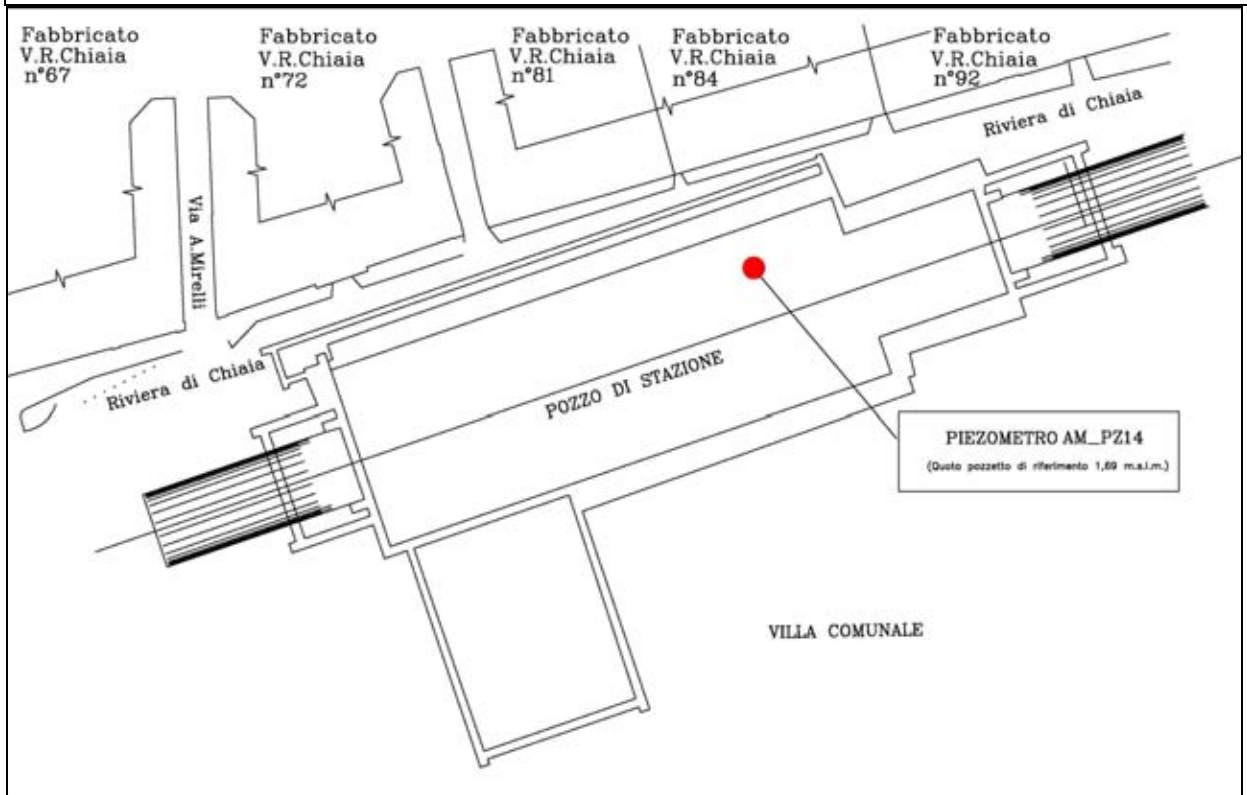 Fabbricato
V.R.Chiaia
n°67
Fabbricato
V.R.Chiaia
n°72
Fabbricato
V.R.Chiaia
n°81
Fabbricato
V.R.Chiaia
n°84
Fabbricato
V.R.Chiaia
n°92
Riviera di Chiaia
Via A.Mirelli
Riviera di Chiaia
POZZO DI STAZIONE
PIEZOMETRO AM_PZ14
(Quota pozzetto di riferimento 1,69 m.s.l.m.)
VILLA COMUNALE